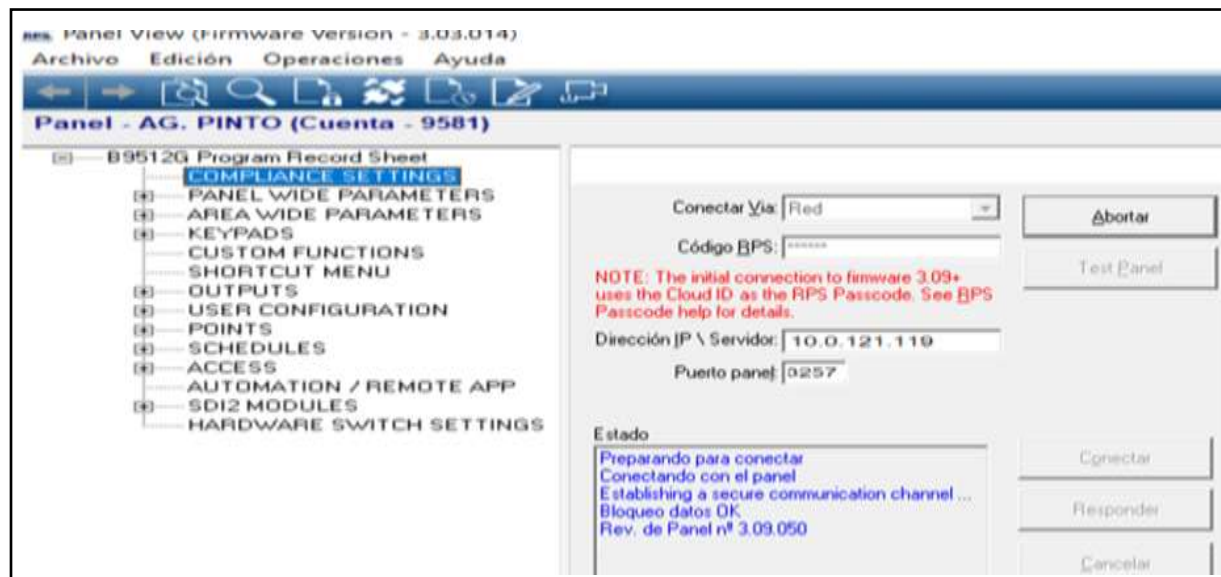 RPS Panel View (Firmware Version - 3.03.014)
Archivo Edición Operaciones Ayuda
Panel - AG. PINTO (Cuenta - 9581)
B9512G Program Record Sheet
COMPLIANCE SETTINGS
PANEL WIDE PARAMETERS
AREA WIDE PARAMETERS
KEYPADS
CUSTOM FUNCTIONS
SHORTCUT MENU
OUTPUTS
USER CONFIGURATION
POINTS
SCHEDULES
ACCESS
AUTOMATION / REMOTE APP
SDI2 MODULES
HARDWARE SWITCH SETTINGS
Conectar Vía: Red
Abortar
Código RPS: ******
Test Panel
NOTE: The initial connection to firmware 3.09+
uses the Cloud ID as the RPS Passcode. See RPS
Passcode help for details.
Dirección IP \ Servidor: 10.0.121.119
Puerto panel:
Estado
Preparando para conectar
Conectando con el panel
Establishing a secure communication channel ...
Bloqueo datos OK
Rev. de Panel nº 3.09.050
Conectar
Responder
Cancelar